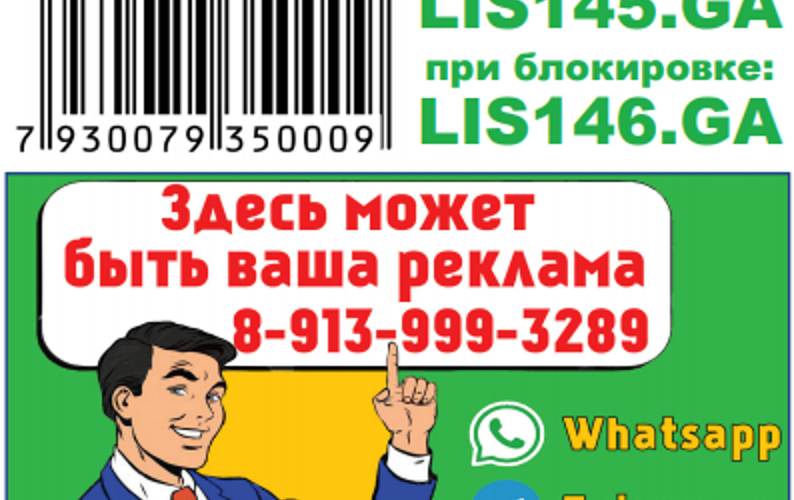 LIS145.GA
при блокировке:
LIS146.GA
7 930079 350009
Здесь может
быть ваша реклама
8-913-999-3289
Whatsapp